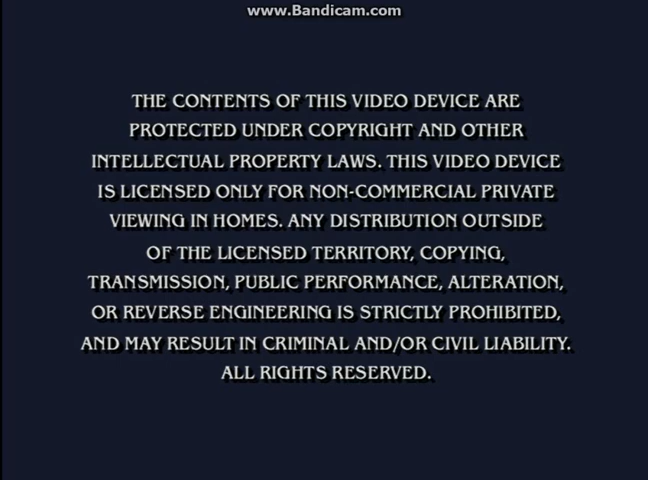 www.Bandicam.com
THE CONTENTS OF THIS VIDEO DEVICE ARE
PROTECTED UNDER COPYRIGHT AND OTHER
INTELLECTUAL PROPERTY LAWS. THIS VIDEO DEVICE
IS LICENSED ONLY FOR NON-COMMERCIAL PRIVATE
VIEWING IN HOMES. ANY DISTRIBUTION OUTSIDE
OF THE LICENSED TERRITORY, COPYING,
TRANSMISSION, PUBLIC PERFORMANCE, ALTERATION,
OR REVERSE ENGINEERING IS STRICTLY PROHIBITED,
AND MAY RESULT IN CRIMINAL AND/OR CIVIL LIABILITY.
ALL RIGHTS RESERVED.